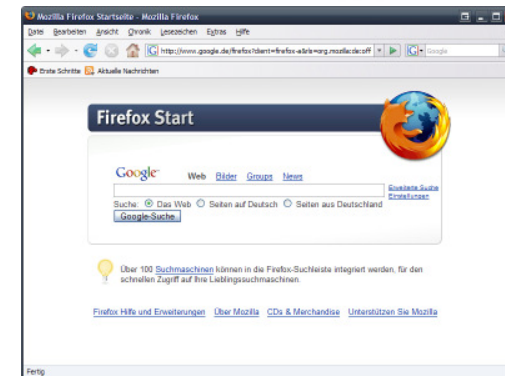 Mozilla Firefox Startseite - Mozilla Firefox
Datei Bearbeiten Ansicht Chronik Lesezeichen Extras Hilfe
http://www.google.de/firefox?client=firefox-a&rls=org.mozilla:de:off G Google
Erste Schritte Aktuelle Nachrichten
Firefox Start
Google Web Bilder Groups News
Erweiterte Suche
Einstellungen
Suche: Das Web Seiten auf Deutsch Seiten aus Deutschland
Google-Suche
Über 100 Suchmaschinen können in die Firefox-Suchleiste integriert werden, für den
schnellen Zugriff auf Ihre Lieblingssuchmaschinen.
Firefox Hilfe und Erweiterungen Über Mozilla CDs & Merchandise Unterstützen Sie Mozilla
Fertig